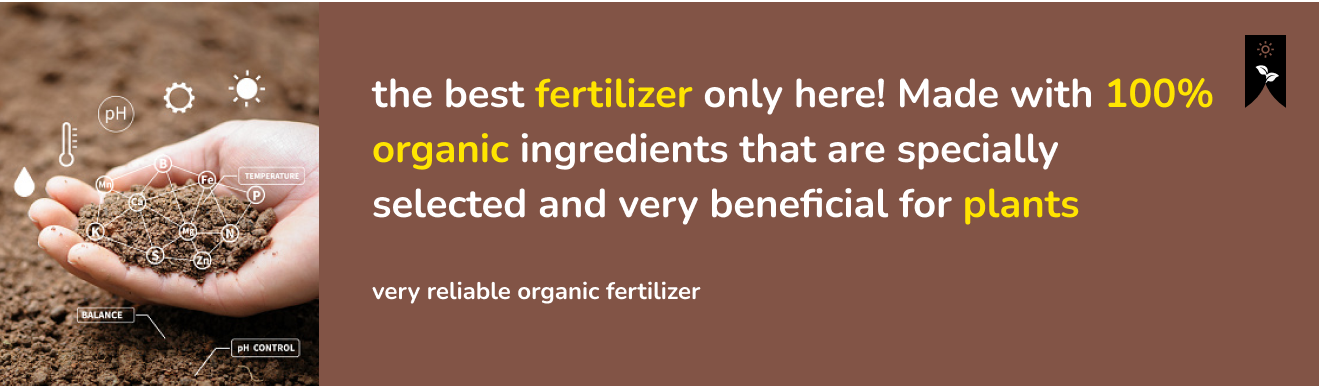 the best fertilizer only here! Made with 100%
organic ingredients that are specially
selected and very beneficial for plants
very reliable organic fertilizer
pH
B
Mn
Fe
TEMPERATURE
P
Ca
K
Mg
N
S
Zn
BALANCE
pH CONTROL